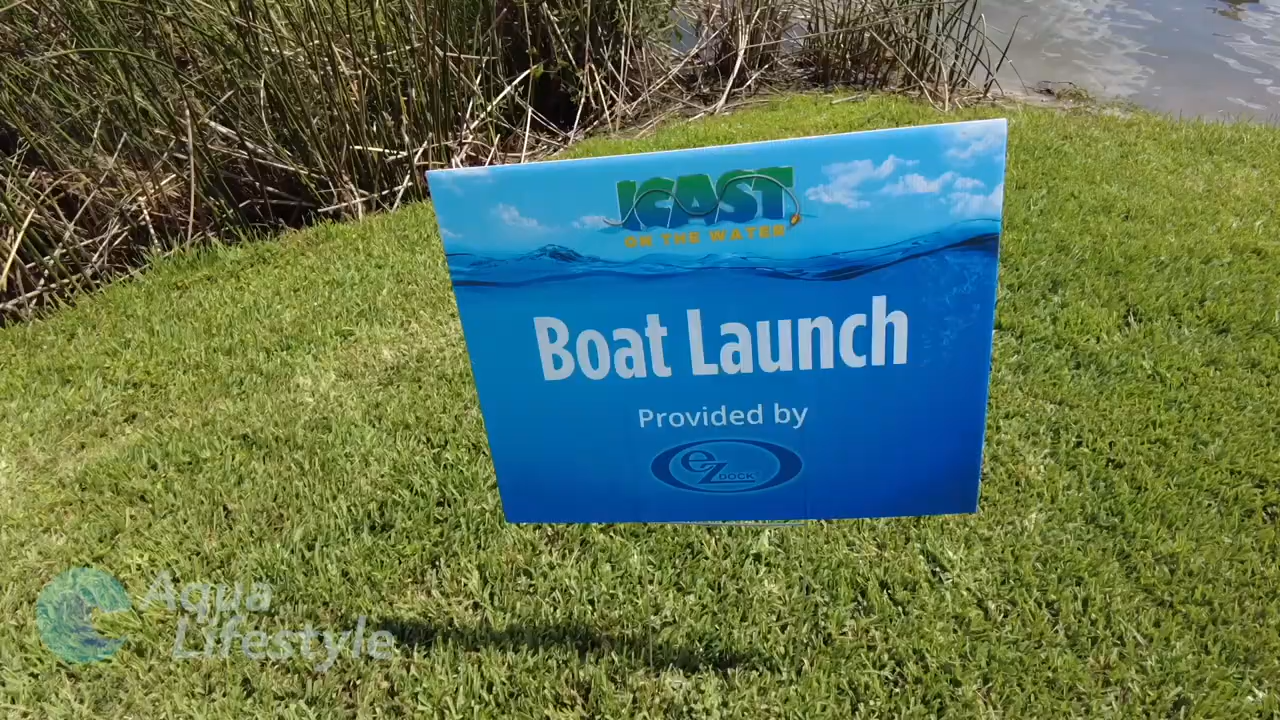 ICAST
ON THE WATER
Boat Launch
Provided by
eZ DOCK
Aqua
Lifestyle